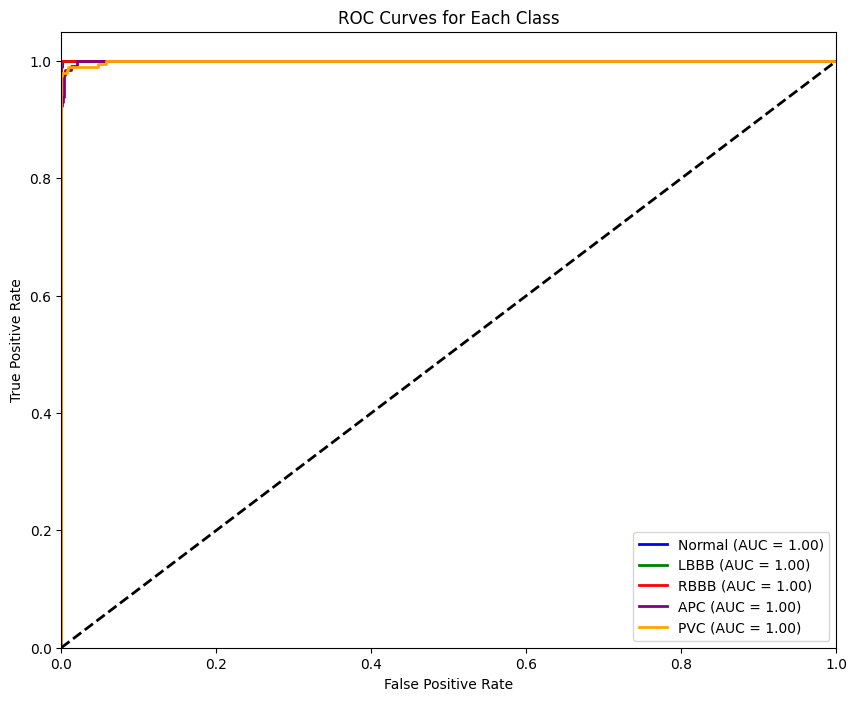 ROC Curves for Each Class
True Positive Rate
1.0
0.8
0.6
0.4
0.2
0.0
0.0 0.2 0.4 0.6 0.8 1.0
False Positive Rate
Normal (AUC = 1.00)
LBBB (AUC = 1.00)
RBBB (AUC = 1.00)
APC (AUC = 1.00)
PVC (AUC = 1.00)